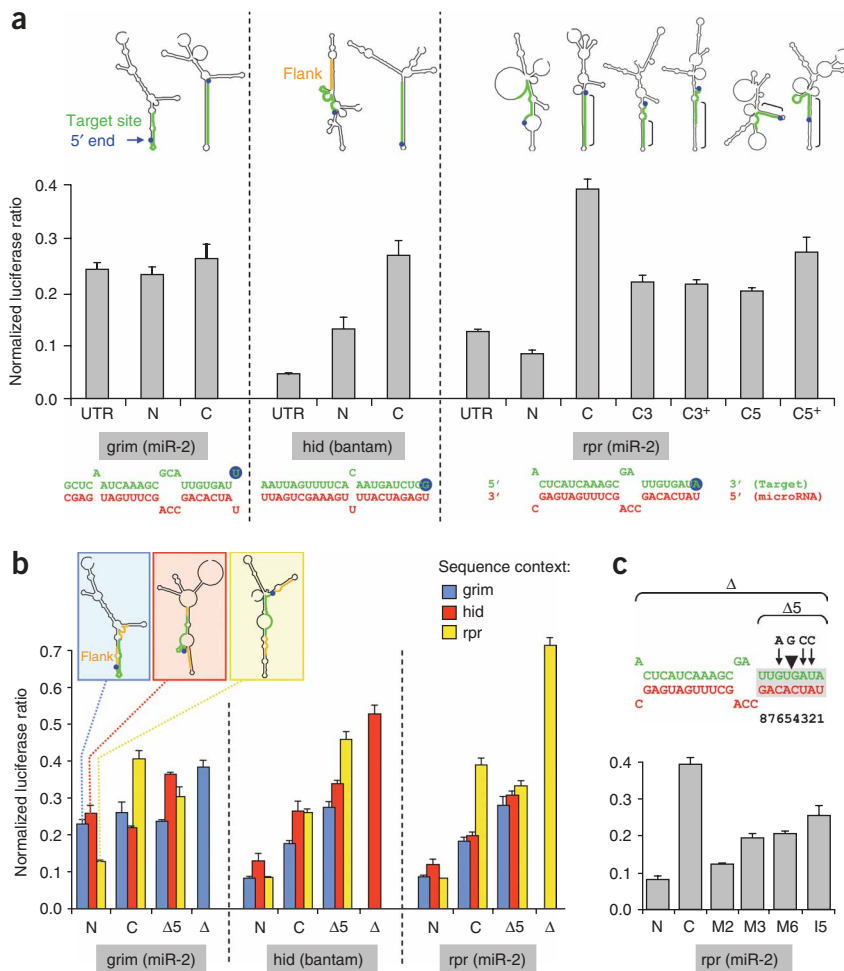 a
Flank
Target site
5′ end
Normalized luciferase ratio
0.4
0.3
0.2
0.1
0.0
UTR N C UTR N C UTR N C C3 C3+ C5 C5+
grim (miR-2) hid (bantam) rpr (miR-2)
A GCA U
GCUC AUCAAAGC UUGUGAU
CGAG UAGUUUCG GACACUA
ACC U
C
AAUUAGUUUUCA AAUGAUCUCG
UUAGUCGAAAGU UUACUAGAGU
U
A GA
5′ CUCAUCAAAGC UUGUGAUA 3′ (Target)
3′ GAGUAGUUUCG GACACUAU 5′ (microRNA)
C ACC
b
Flank
Sequence context:
grim
hid
rpr
Normalized luciferase ratio
0.7
0.6
0.5
0.4
0.3
0.2
0.1
0.0
N C Δ5 Δ N C Δ5 Δ N C Δ5 Δ
grim (miR-2) hid (bantam) rpr (miR-2)
c
Δ
Δ5
A G CC
A GA
CUCAUCAAAGC UUGUGAUA
GAGUAGUUUCG GACACUAU
C ACC
87654321
0.4
0.3
0.2
0.1
0.0
N C M2 M3 M6 I5
rpr (miR-2)